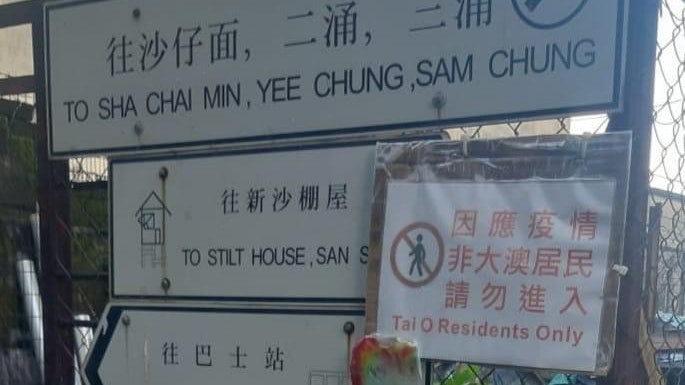 往沙仔面，二涌，三涌
TO SHA CHAI MIN, YEE CHUNG, SAM CHUNG
往新沙棚屋
TO STILT HOUSE, SAN S
往巴士站
因應疫情
非大澳居民
請勿進入
Tai O Residents Only